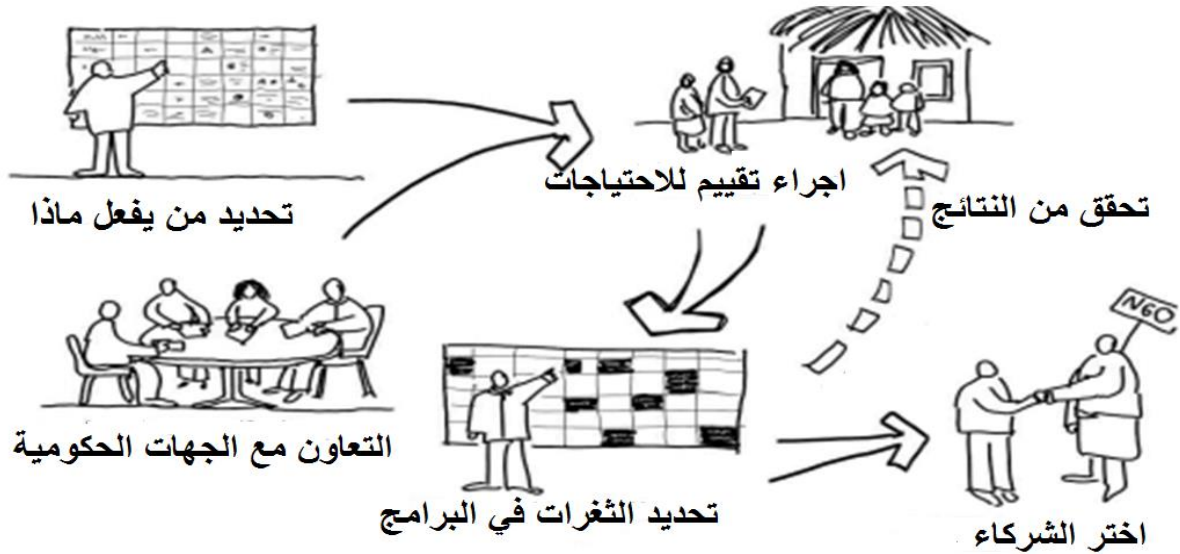 تحديد من يفعل ماذا
اجراء تقييم للاحتياجات
تحقق من النتائج
التعاون مع الجهات الحكومية
تحديد الثغرات في البرامج
NGO
اختر الشركاء